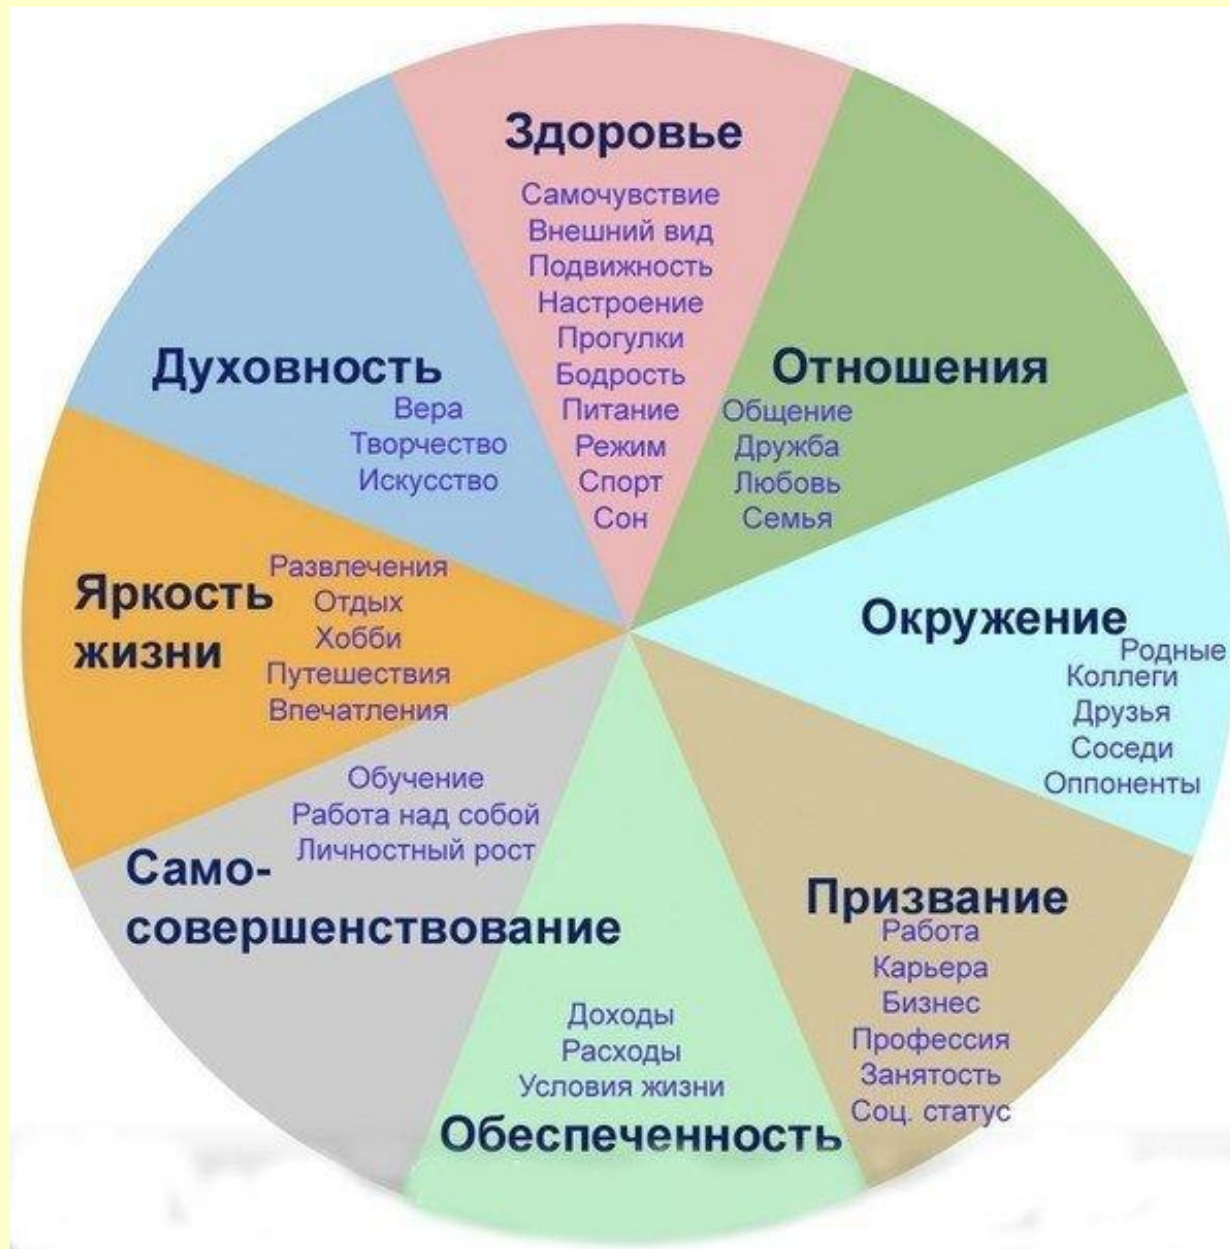 Здоровье
Самочувствие
Внешний вид
Подвижность
Настроение
Прогулки
Бодрость
Питание
Режим
Спорт
Сон
Отношения
Общение
Дружба
Любовь
Семья
Окружение
Родные
Коллеги
Друзья
Соседи
Оппоненты
Призвание
Работа
Карьера
Бизнес
Профессия
Занятость
Соц. статус
Доходы
Расходы
Условия жизни
Обеспеченность
Обучение
Работа над собой
Личностный рост
Само-
совершенствование
Яркость
жизни
Развлечения
Отдых
Хобби
Путешествия
Впечатления
Духовность
Вера
Творчество
Искусство